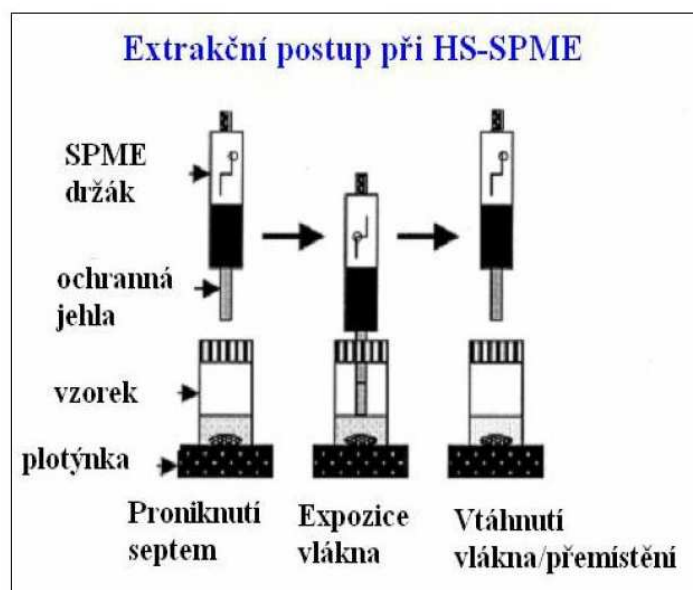 Extrakční postup při HS-SPME
SPME
držák
ochranná
jehla
vzorek
plotýnka
Proniknutí
septem
Expozice
vlákna
Vtáhnutí
vlákna/přemístění